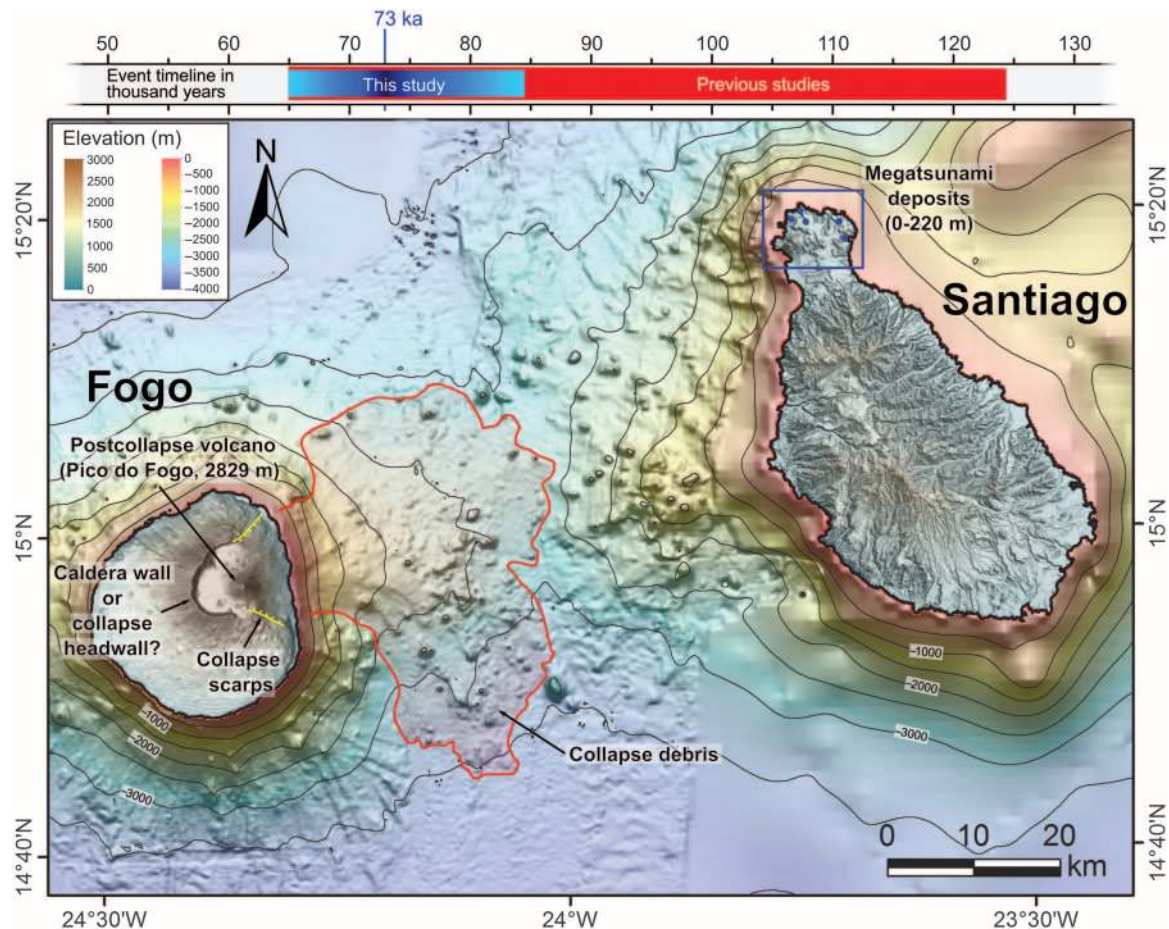 73 ka
50 60 70 80 90 100 110 120 130
Event timeline in
thousand years
This study
Previous studies
Elevation (m)
3000
2500
2000
1500
1000
500
0
0
-500
-1000
-1500
-2000
-2500
-3000
-3500
-4000
N
Megatsunami
deposits
(0-220 m)
15°20'N
15°20'N
Santiago
Fogo
Postcollapse volcano
(Pico do Fogo, 2829 m)
15°N
15°N
Caldera wall
or
collapse
headwall?
Collapse
scarps
-1000
-2000
-3000
-1000
-2000
-3000
Collapse debris
0 10 20
km
14°40'N
14°40'N
24°30'W
24°W
23°30'W